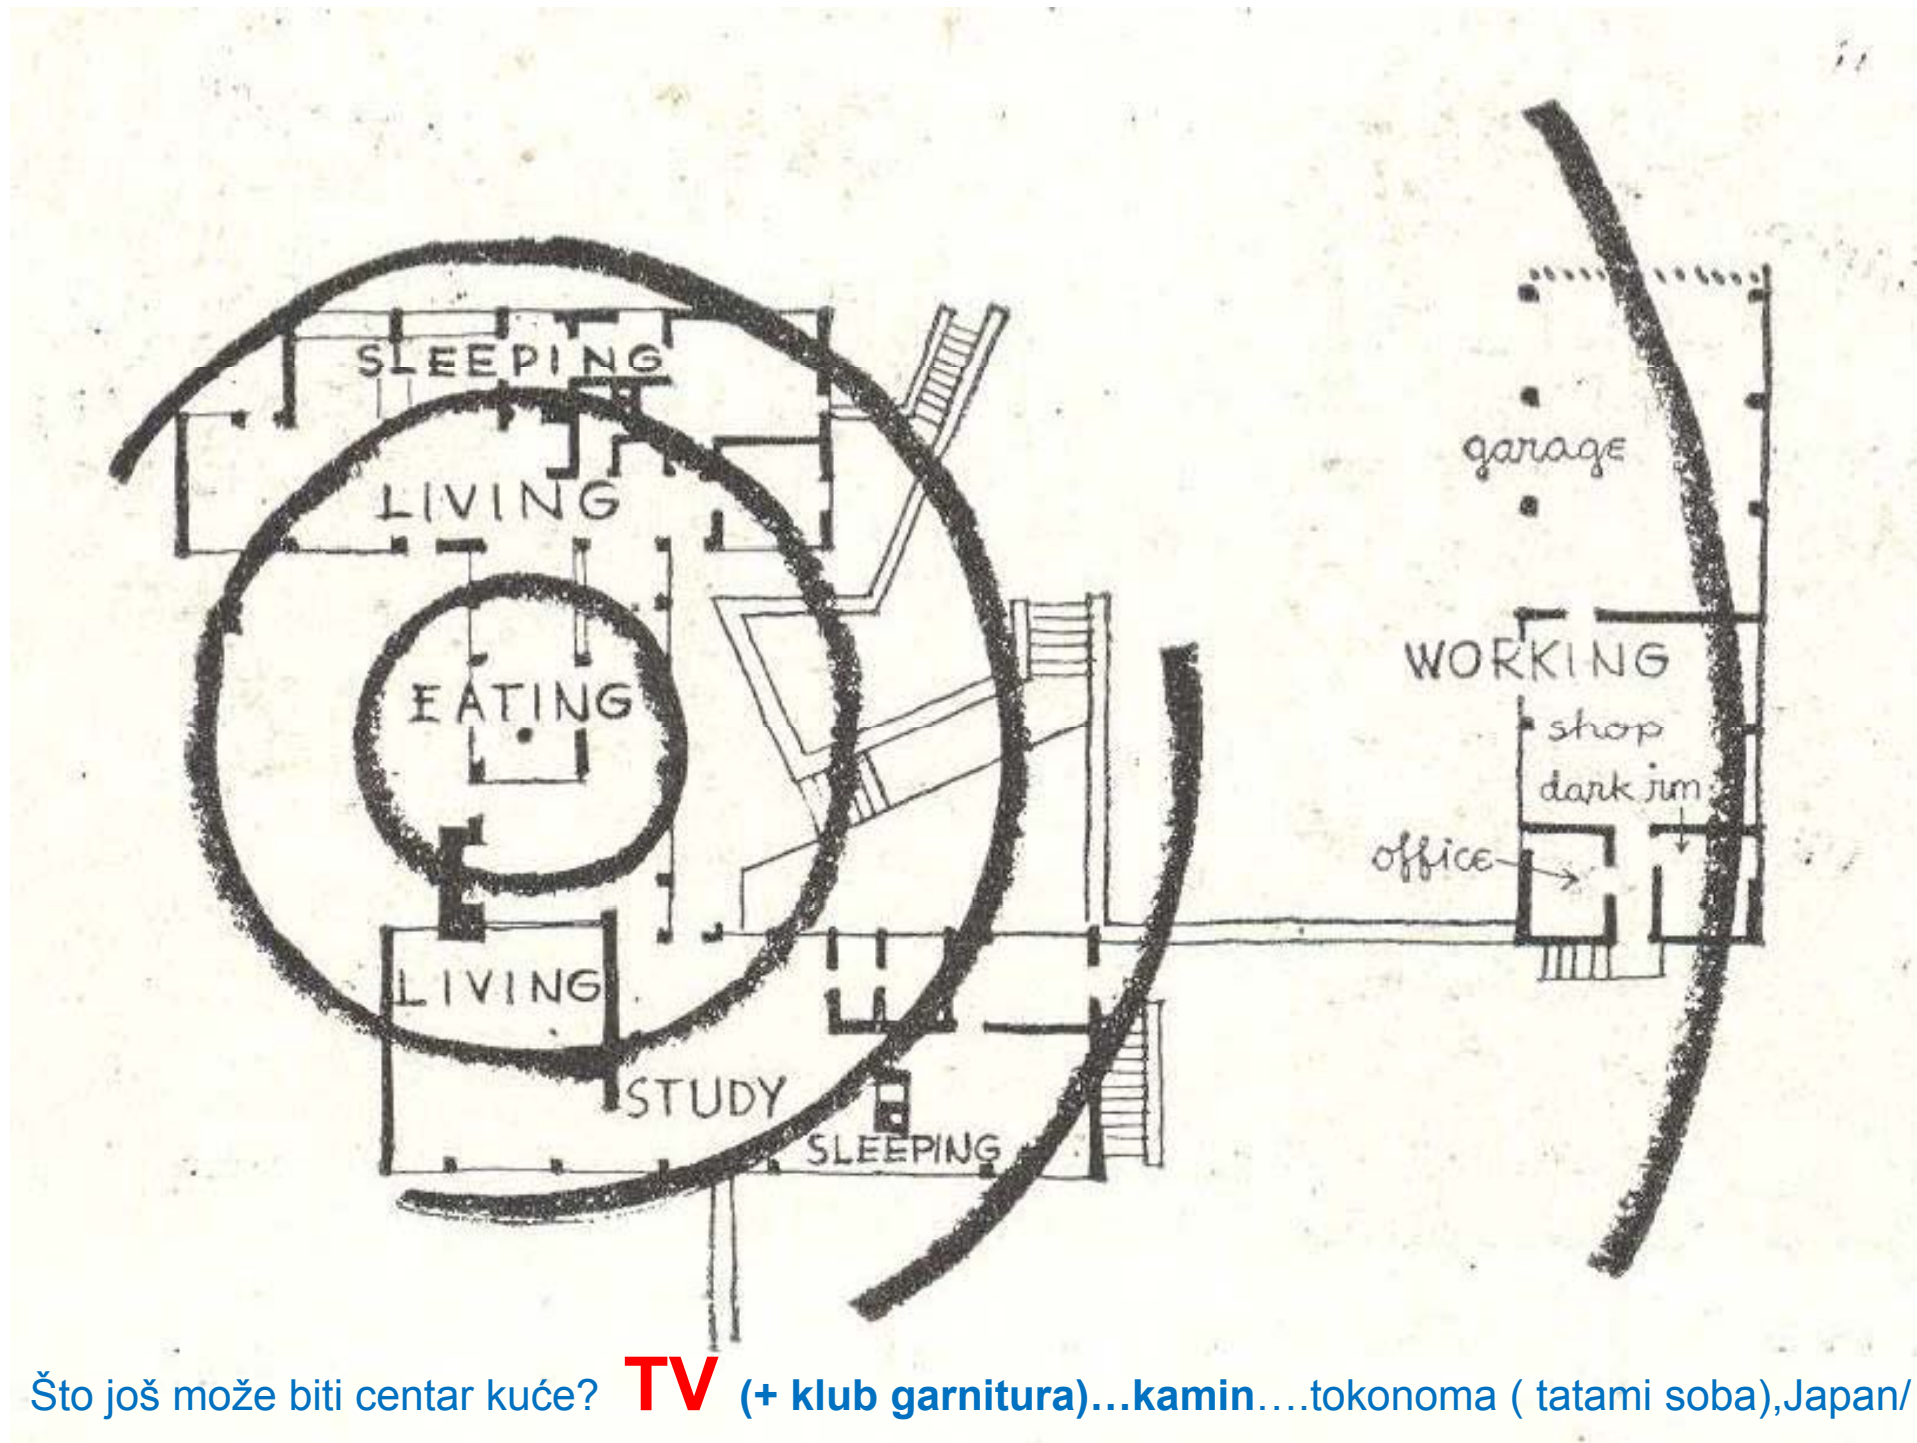 SLEEPING
LIVING
garage
EATING
WORKING
shop
dark rm
office
LIVING
STUDY
SLEEPING
Što još može biti centar kuće? TV (+ klub garnitura)...kamin....tokonoma ( tatami soba),Japan/